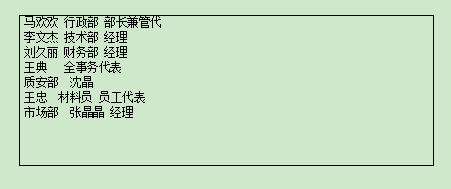 马欢欢 行政部 部长兼管代
李文杰 技术部 经理
刘久丽 财务部 经理
王典 全事务代表
质安部 沈晶
王忠 材料员 员工代表
市场部 张晶晶 经理